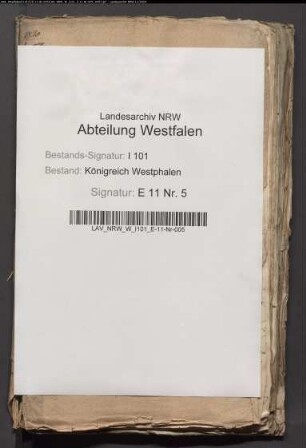 Landesarchiv NRW
Abteilung Westfalen
Bestands-Signatur: I 101
Bestand: Königreich Westphalen
Signatur: E 11 Nr. 5
LAV_NRW_W_I101_E-11-Nr-005